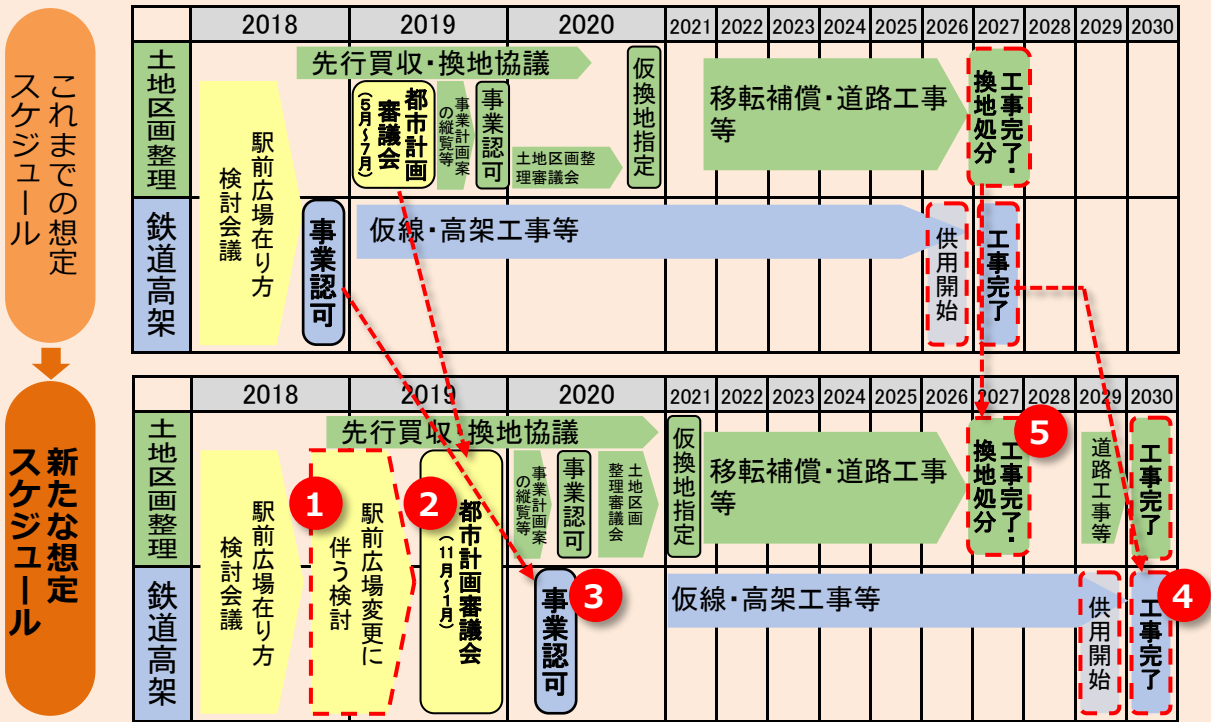 これまでの想定
スケジュール
2018 2019 2020 2021 2022 2023 2024 2025 2026 2027 2028 2029 2030
土地区画整理
先行買収・換地協議
駅前広場在り方
検討会議
都市計画
審議会
(5月~7月)
事業計画案
の縦覧等
事業認可
土地区画整
理審議会
仮換地指定
移転補償・道路工事
等
工事完了・
換地処分
鉄道高架
事業認可
仮線・高架工事等
供用開始
工事完了
新たな想定
スケジュール
2018 2019 2020 2021 2022 2023 2024 2025 2026 2027 2028 2029 2030
土地区画整理
先行買収・換地協議
駅前広場在り方
検討会議
1
駅前広場変更に
伴う検討
2
都市計画審議会
(11月~1月)
事業計画案
の縦覧等
事業認可
土地区画
整理審議会
仮換地指定
移転補償・道路工事
等
5
工事完了・
換地処分
道路工事等
工事完了
鉄道高架
3
事業認可
仮線・高架工事等
供用開始
4
工事完了